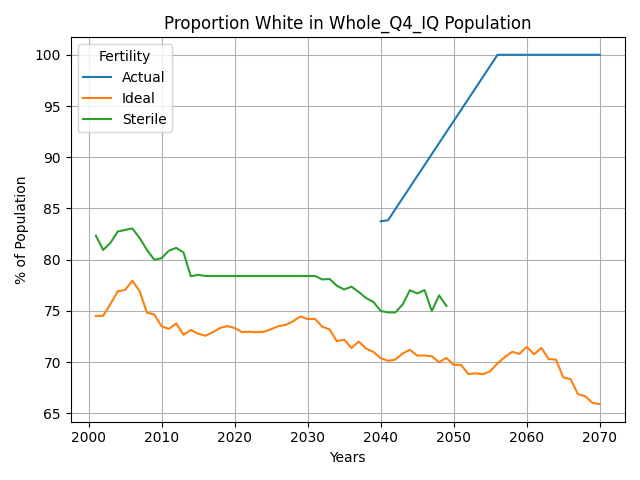 Proportion White in Whole_Q4_IQ Population
Fertility
Actual
Ideal
Sterile
% of Population
100
95
90
85
80
75
70
65
2000 2010 2020 2030 2040 2050 2060 2070
Years